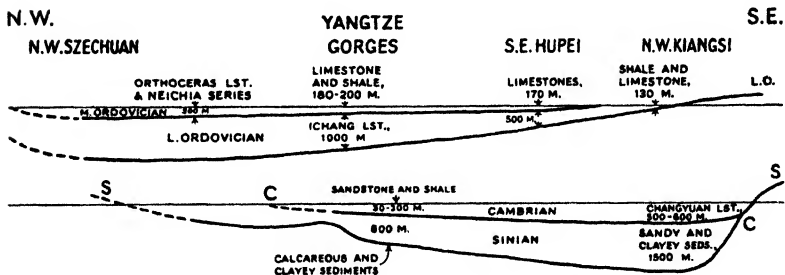 N.W.
S.E.
YANGTZE
GORGES
N.W.SZECHUAN
S.E.HUPEI
N.W.KIANGSI
ORTHOCERAS LST.
& NEICHIA SERIES
LIMESTONE
AND SHALE,
180-200 M.
LIMESTONES,
170 M.
SHALE AND
LIMESTONE,
130 M.
L.O.
M.ORDOVICIAN
L.ORDOVICIAN
ICHANG LST.,
1000 M
500 M.
S
C
SANDSTONE AND SHALE
CAMBRIAN
CHANGYUAN LST.,
500-600 M.
S
C
800 M.
SINIAN
SANDY AND
CLAYEY SEDS.,
1500 M.
CALCAREOUS AND
CLAYEY SEDIMENTS